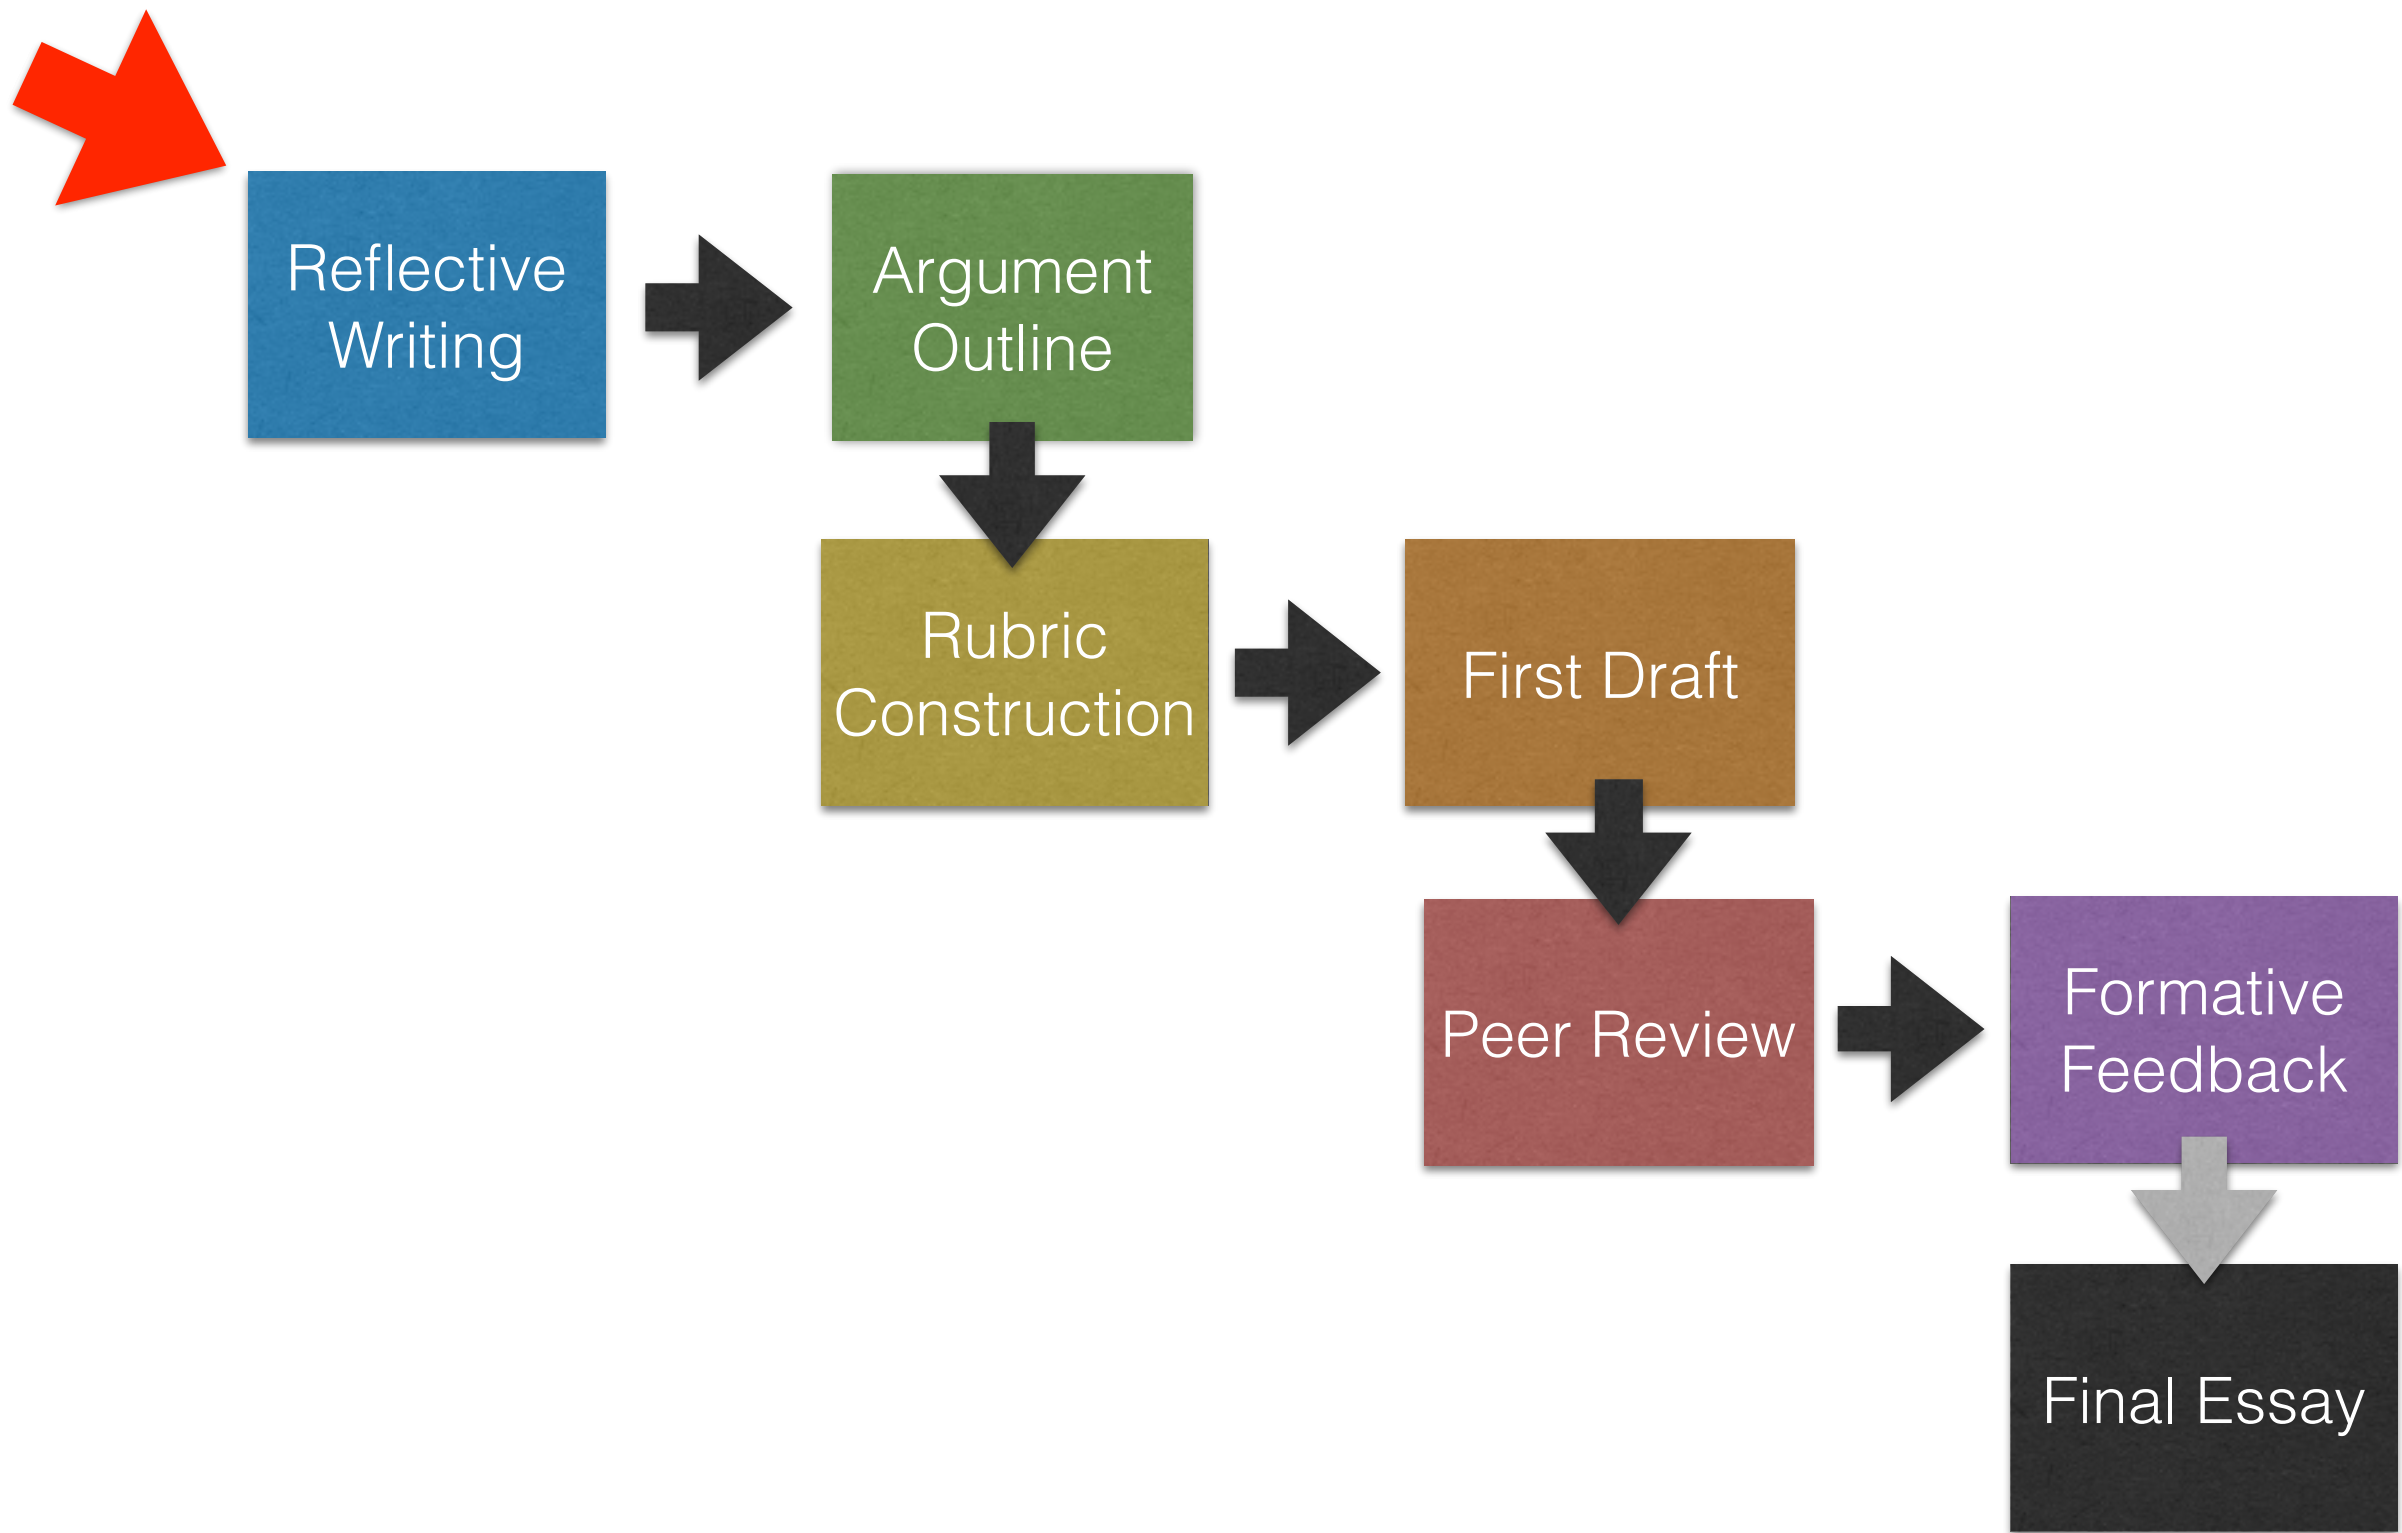 Reflective
Writing
Argument
Outline
Rubric
Construction
First Draft
Peer Review
Formative
Feedback
Final Essay